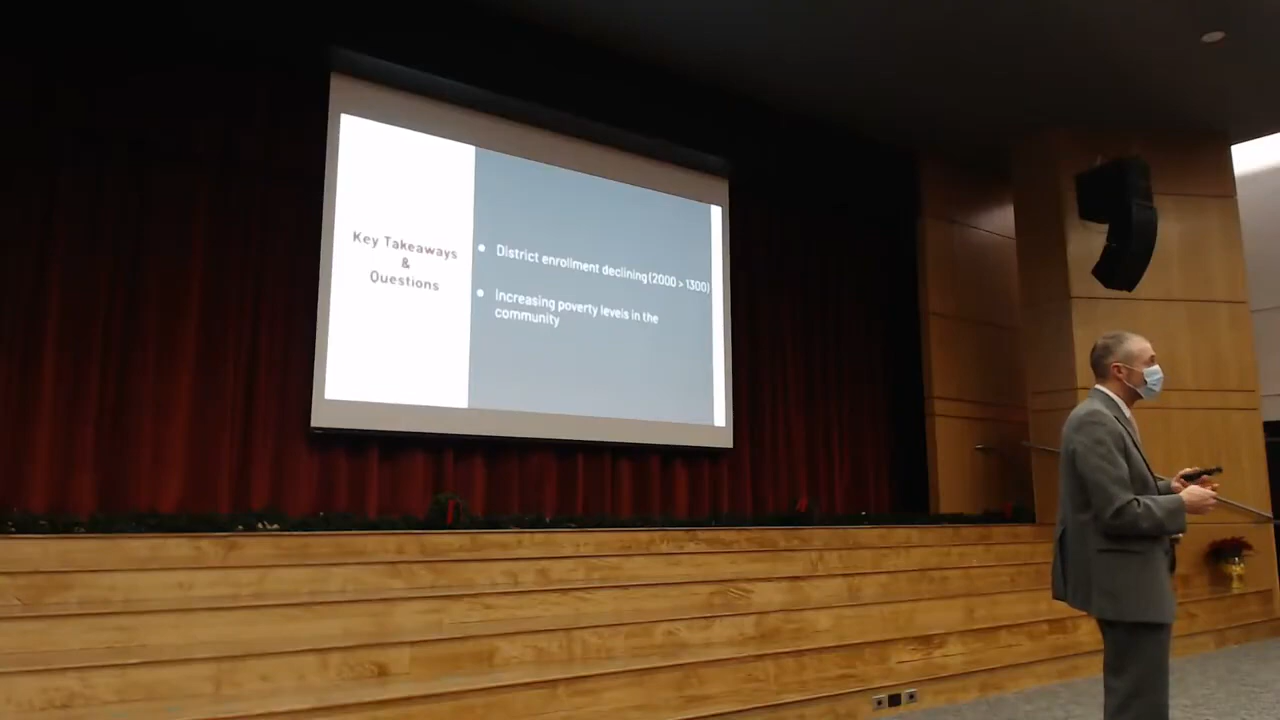 Key Takeaways
&
Questions
● District enrollment declining (2000 > 1300)
● Increasing poverty levels in the
community